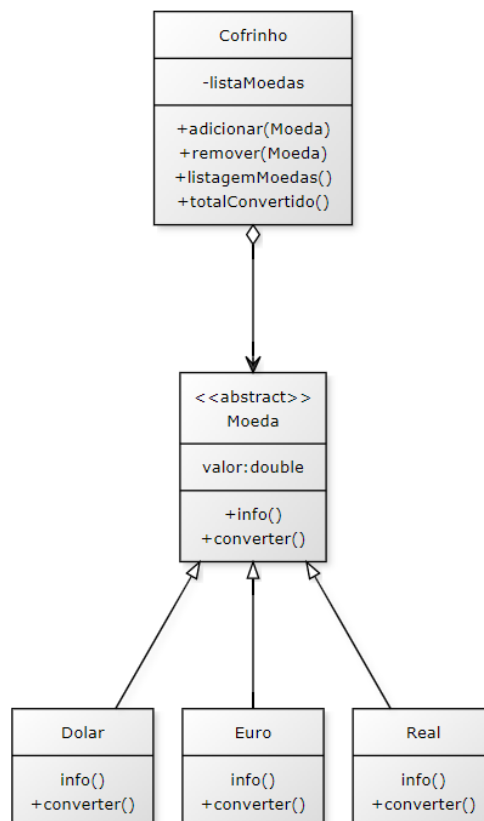 Cofrinho
-listaMoedas
+adicionar(Moeda)
+remover(Moeda)
+listagemMoedas()
+totalConvertido()
<<abstract>>
Moeda
valor:double
+info()
+converter()
Dolar
info()
+converter()
Euro
info()
+converter()
Real
info()
+converter()